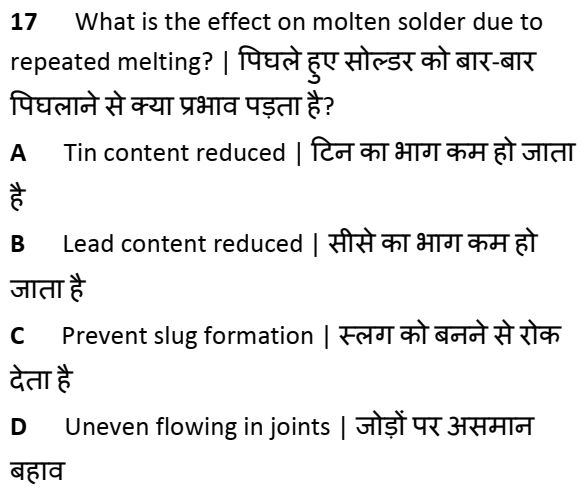 17 What is the effect on molten solder due to
repeated melting? | पिघले हुए सोल्डर को बार-बार
पिघलाने से क्या प्रभाव पड़ता है?
A Tin content reduced | टिन का भाग कम हो जाता
है
B Lead content reduced | सीसे का भाग कम हो
जाता है
C Prevent slug formation | स्लग को बनने से रोक
देता है
D Uneven flowing in joints | जोड़ों पर असमान
बहाव